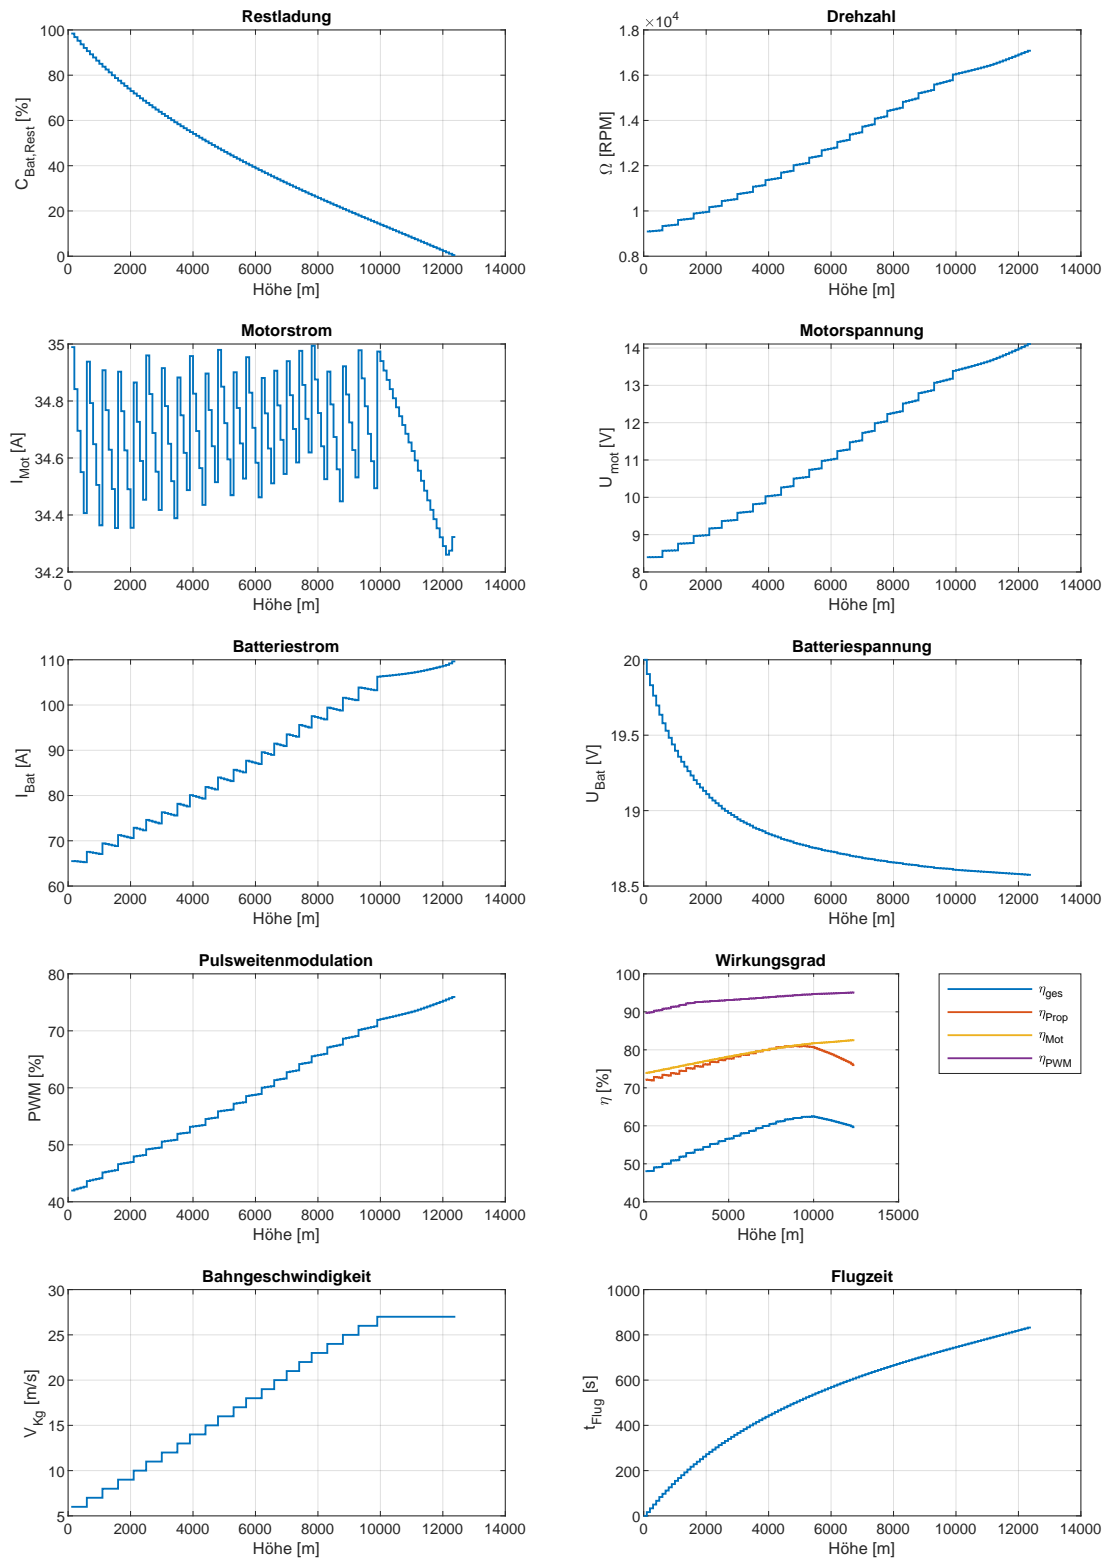 Restladung
100
80
60
40
20
0
C_Bat,Rest [%]
0 2000 4000 6000 8000 10000 12000 14000
Höhe [m]
Drehzahl
×10^4
1.8
1.6
1.4
1.2
1
0.8
Ω [RPM]
0 2000 4000 6000 8000 10000 12000 14000
Höhe [m]
Motorstrom
35
34.8
34.6
34.4
34.2
I_Mot [A]
0 2000 4000 6000 8000 10000 12000 14000
Höhe [m]
Motorspannung
14
13
12
11
10
9
8
U_mot [V]
0 2000 4000 6000 8000 10000 12000 14000
Höhe [m]
Batteriestrom
110
100
90
80
70
60
I_Bat [A]
0 2000 4000 6000 8000 10000 12000 14000
Höhe [m]
Batteriespannung
20
19.5
19
18.5
U_Bat [V]
0 2000 4000 6000 8000 10000 12000 14000
Höhe [m]
Pulsweitenmodulation
80
70
60
50
40
PWM [%]
0 2000 4000 6000 8000 10000 12000 14000
Höhe [m]
Wirkungsgrad
100
90
80
70
60
50
40
η [%]
0 5000 10000 15000
Höhe [m]
η_ges
η_Prop
η_Mot
η_PWM
Bahngeschwindigkeit
30
25
20
15
10
5
V_Kg [m/s]
0 2000 4000 6000 8000 10000 12000 14000
Höhe [m]
Flugzeit
1000
800
600
400
200
0
t_Flug [s]
0 2000 4000 6000 8000 10000 12000 14000
Höhe [m]